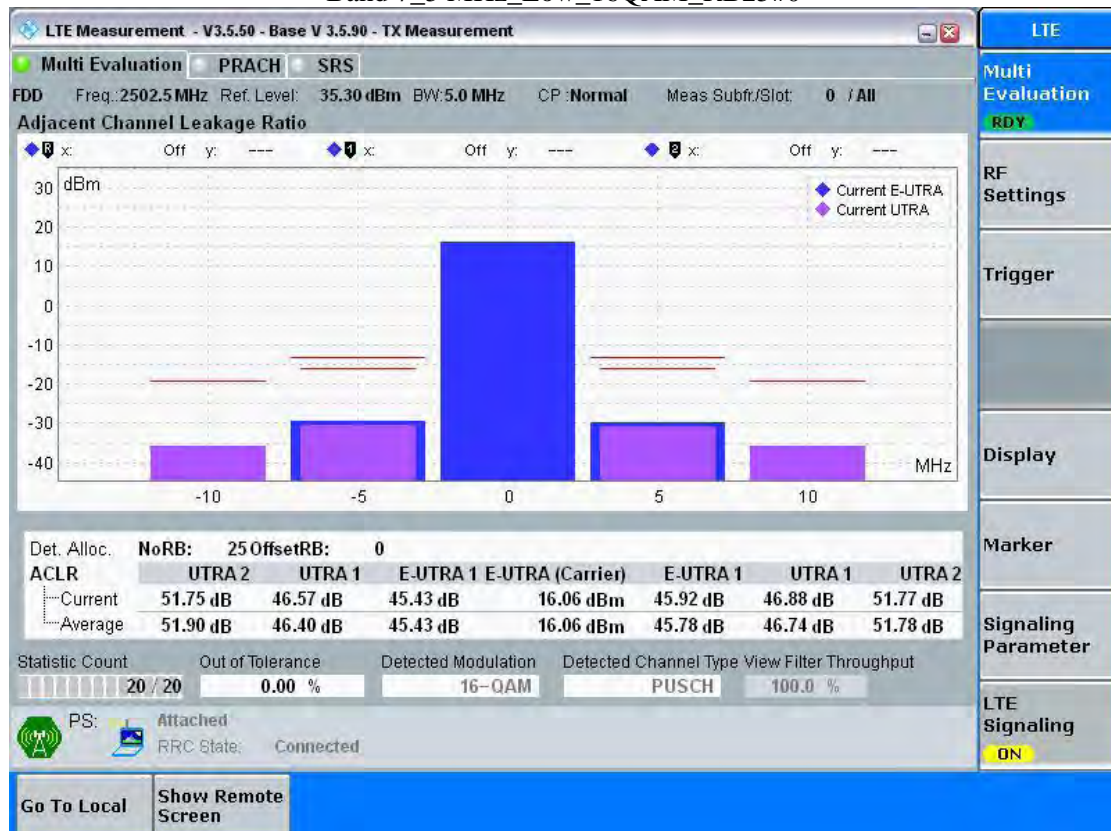 LTE Measurement - V3.5.50 - Base V 3.5.90 - TX Measurement
LTE
Multi Evaluation PRACH SRS
Multi Evaluation
RDY
FDD Freq.:2502.5 MHz Ref. Level: 35.30 dBm BW:5.0 MHz CP :Normal Meas Subfr./Slot: 0 / All
Adjacent Channel Leakage Ratio
R x: Off y: --- 1 x: Off y: --- 2 x: Off y: ---
dBm
Current E-UTRA
Current UTRA
30
20
10
0
-10
-20
-30
-40
MHz
-10 -5 0 5 10
RF Settings
Trigger
Display
Marker
Signaling Parameter
LTE Signaling
ON
Det. Alloc. NoRB: 25 OffsetRB: 0
ACLR UTRA 2 UTRA 1 E-UTRA 1 E-UTRA (Carrier) E-UTRA 1 UTRA 1 UTRA 2
Current 51.75 dB 46.57 dB 45.43 dB 16.06 dBm 45.92 dB 46.88 dB 51.77 dB
Average 51.90 dB 46.40 dB 45.43 dB 16.06 dBm 45.78 dB 46.74 dB 51.78 dB
Statistic Count Out of Tolerance Detected Modulation Detected Channel Type View Filter Throughput
20 / 20 0.00 % 16-QAM PUSCH 100.0 %
PS: Attached
RRC State: Connected
Go To Local
Show Remote Screen